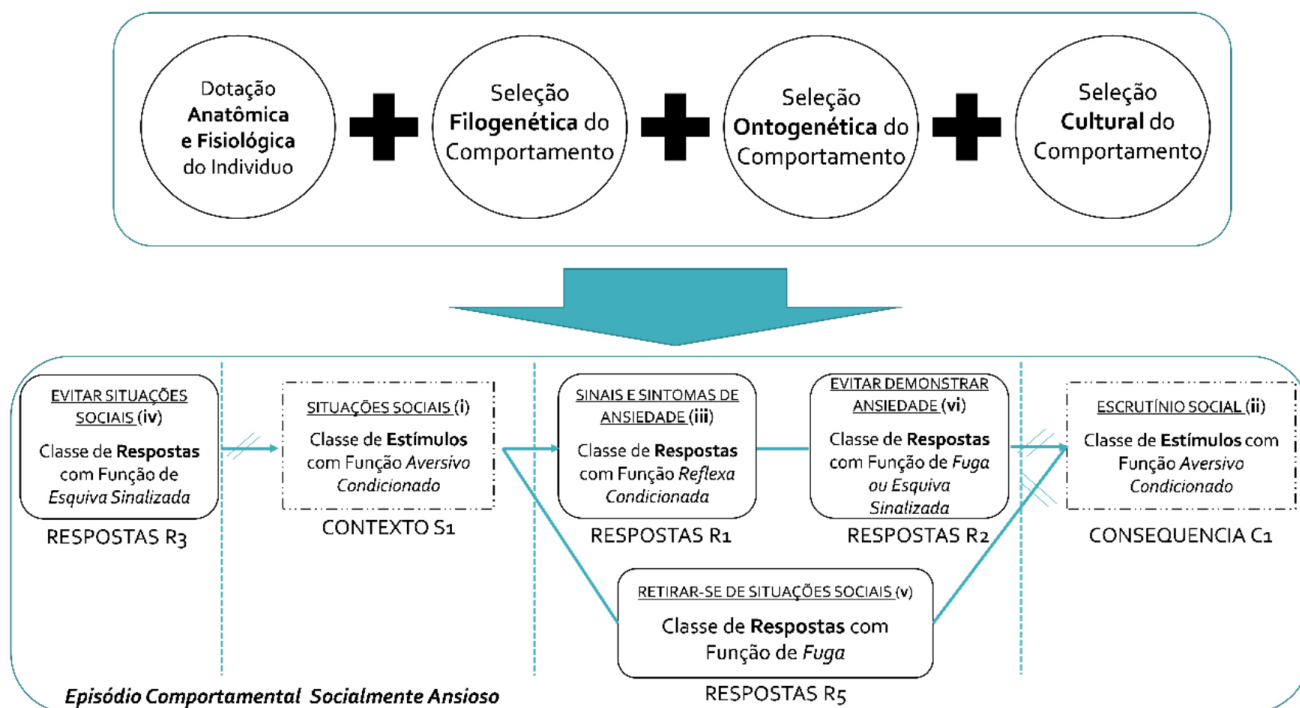 Dotação
Anatômica
e Fisiológica
do Individuo
Seleção
Filogenética do
Comportamento
Seleção
Ontogenética do
Comportamento
Seleção
Cultural do
Comportamento
EVITAR SITUAÇÕES
SOCIAIS (iv)
Classe de Respostas
com Função de
Esquiva Sinalizada
RESPOSTAS R3
SITUAÇÕES SOCIAIS (i)
Classe de Estímulos
com Função Aversivo
Condicionado
CONTEXTO S1
SINAIS E SINTOMAS DE
ANSIEDADE (iii)
Classe de Respostas
com Função Reflexa
Condicionada
RESPOSTAS R1
EVITAR DEMONSTRAR
ANSIEDADE (vi)
Classe de Respostas
com Função de Fuga
ou Esquiva
Sinalizada
RESPOSTAS R2
ESCRUTÍNIO SOCIAL (ii)
Classe de Estímulos com
Função Aversivo
Condicionado
CONSEQUENCIA C1
RETIRAR-SE DE SITUAÇÕES SOCIAIS (v)
Classe de Respostas com
Função de Fuga
RESPOSTAS R5
Episódio Comportamental Socialmente Ansioso